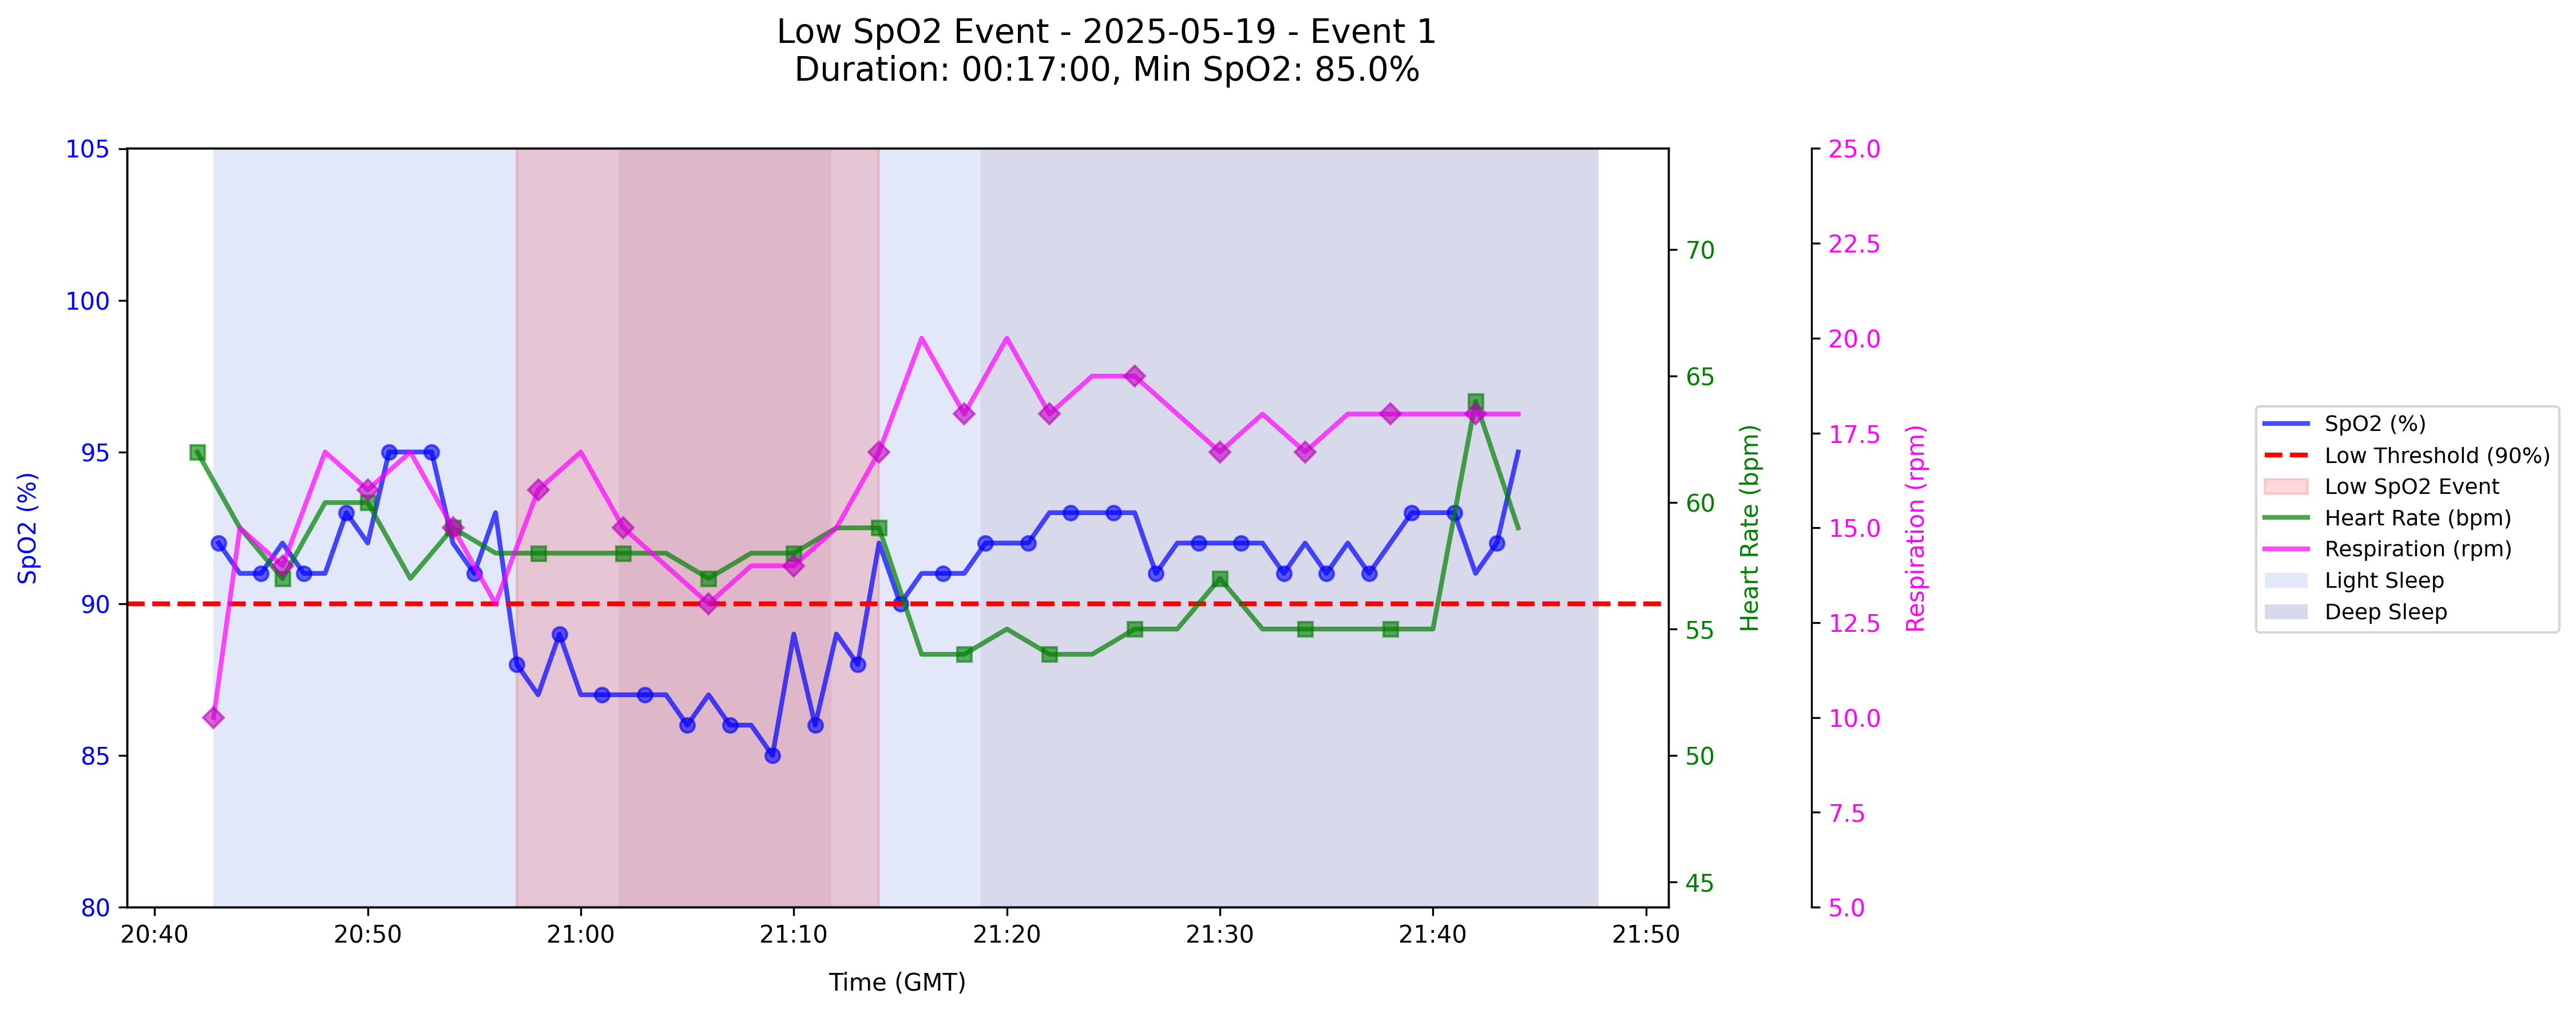 Low SpO2 Event - 2025-05-19 - Event 1
Duration: 00:17:00, Min SpO2: 85.0%
105
100
95
90
85
80
SpO2 (%)
20:40 20:50 21:00 21:10 21:20 21:30 21:40 21:50
Time (GMT)
70
65
60
55
50
45
Heart Rate (bpm)
25.0
22.5
20.0
17.5
15.0
12.5
10.0
7.5
5.0
Respiration (rpm)
SpO2 (%)
Low Threshold (90%)
Low SpO2 Event
Heart Rate (bpm)
Respiration (rpm)
Light Sleep
Deep Sleep